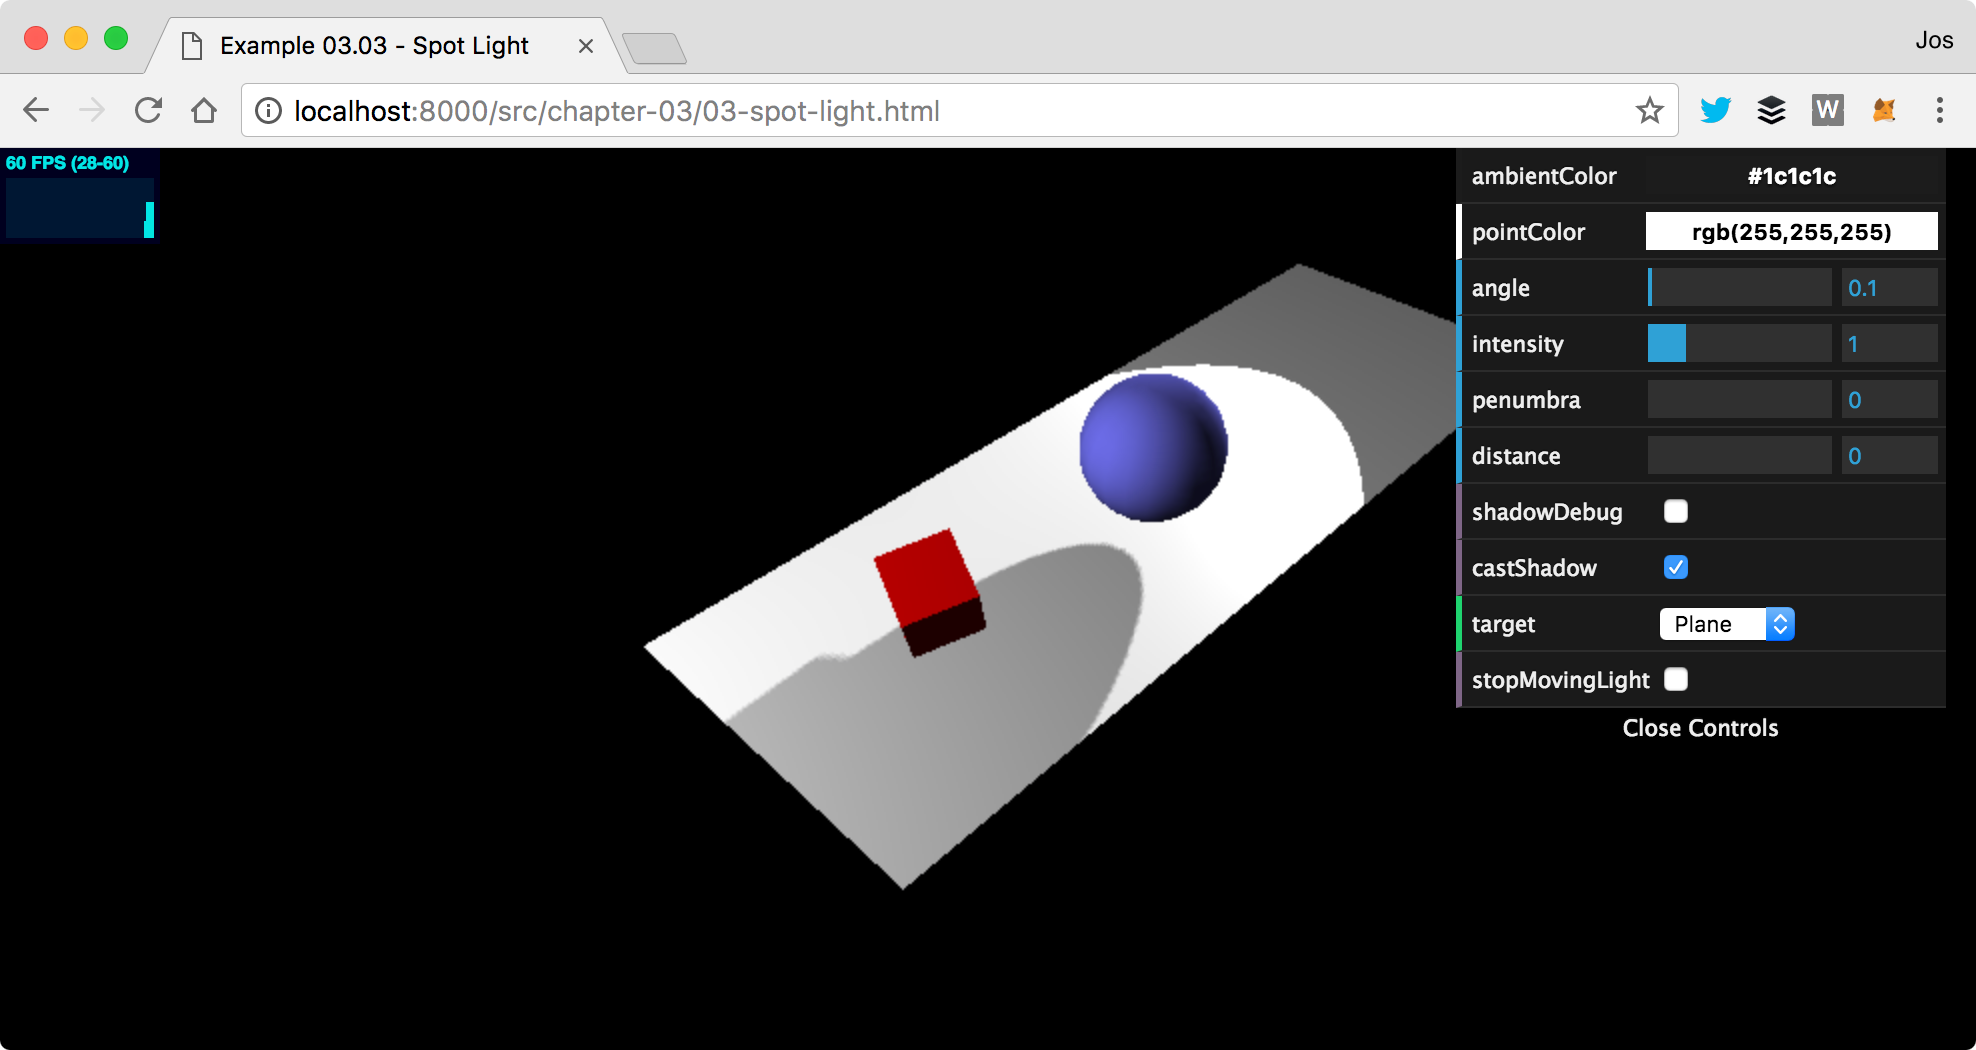 Example 03.03 - Spot Light
Jos
localhost:8000/src/chapter-03/03-spot-light.html
W
60 FPS (28-60)
ambientColor #1c1c1c
pointColor rgb(255,255,255)
angle 0.1
intensity 1
penumbra 0
distance 0
shadowDebug
castShadow
target Plane
stopMovingLight
Close Controls